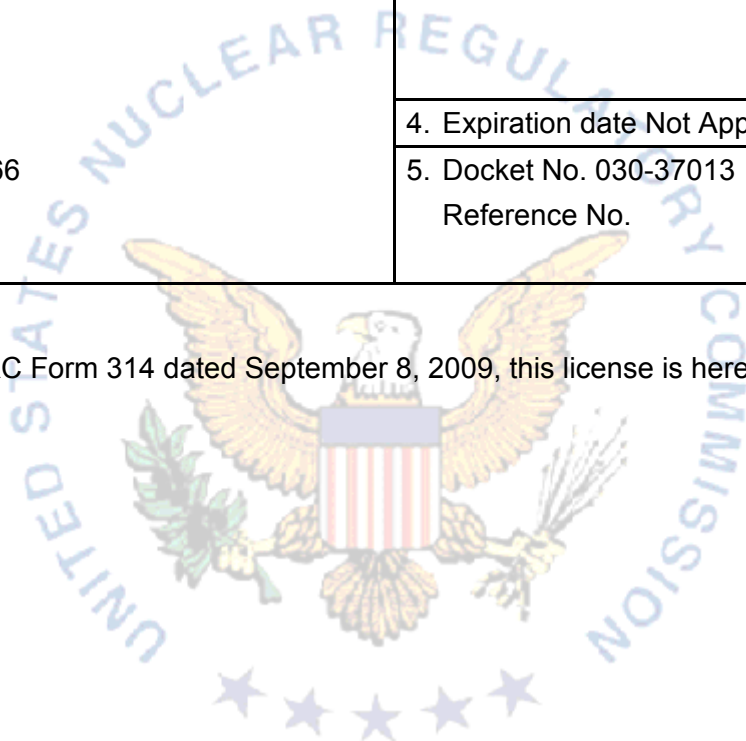 UNITED STATES NUCLEAR REGULATORY COMMISSION
4. Expiration date Not App
66
5. Docket No. 030-37013
Reference No.
C Form 314 dated September 8, 2009, this license is here